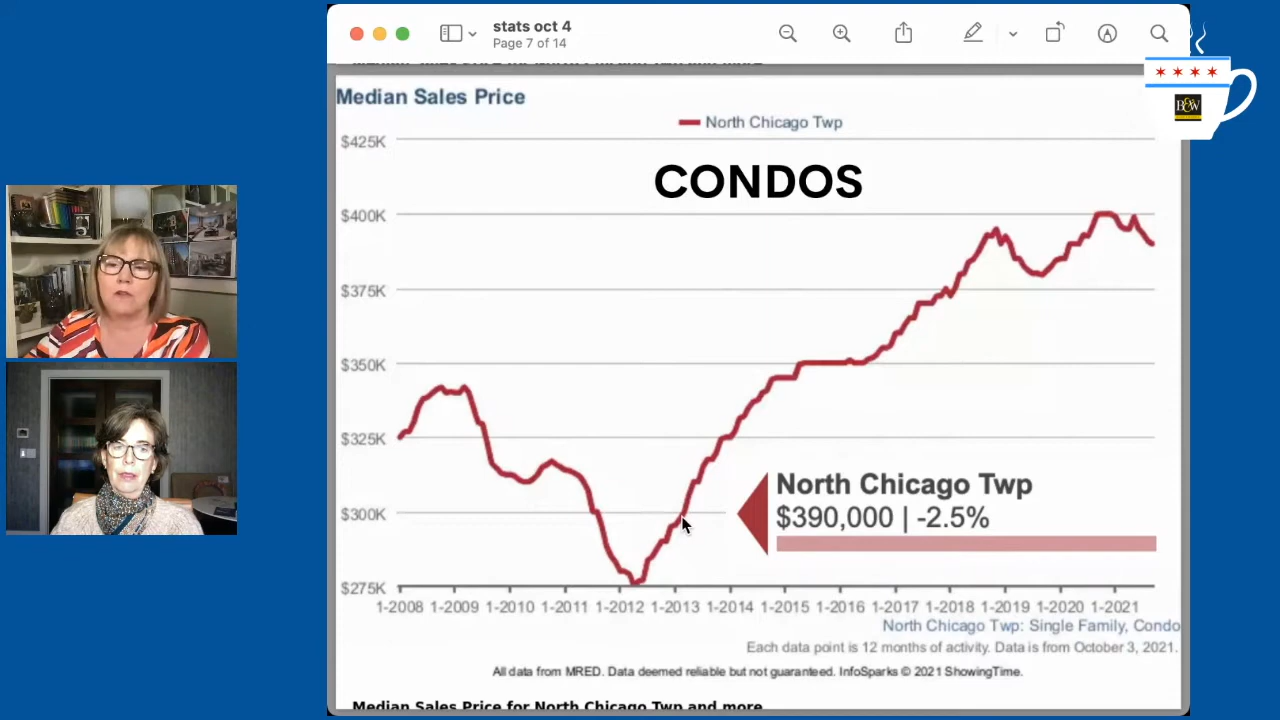 stats oct 4
Page 7 of 14
Median Sales Price
North Chicago Twp
$425K
CONDOS
$400K
$375K
$350K
$325K
North Chicago Twp
$390,000 | -2.5%
$300K
$275K
1-2008 1-2009 1-2010 1-2011 1-2012 1-2013 1-2014 1-2015 1-2016 1-2017 1-2018 1-2019 1-2020 1-2021
North Chicago Twp: Single Family, Condo
Each data point is 12 months of activity. Data is from October 3, 2021.
All data from MRED. Data deemed reliable but not guaranteed. InfoSparks © 2021 ShowingTime.
Median Sales Price for North Chicago Twp and more
B&W